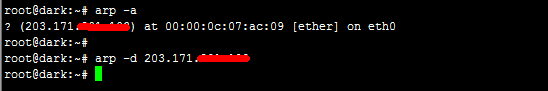 root@dark:~# arp -a
? (203.171. ) at 00:00:0c:07:ac:09 [ether] on eth0
root@dark:~#
root@dark:~# arp -d 203.171.
root@dark:~#